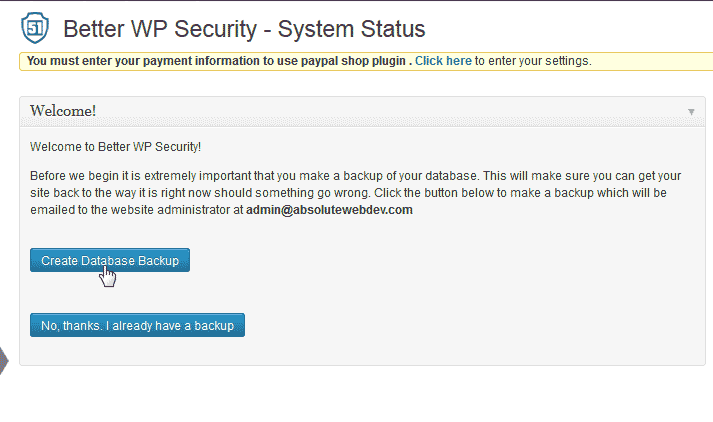 Better WP Security - System Status
You must enter your payment information to use paypal shop plugin . Click here to enter your settings.
Welcome!
Welcome to Better WP Security!
Before we begin it is extremely important that you make a backup of your database. This will make sure you can get your
site back to the way it is right now should something go wrong. Click the button below to make a backup which will be
emailed to the website administrator at admin@absolutewebdev.com
Create Database Backup
No, thanks. I already have a backup